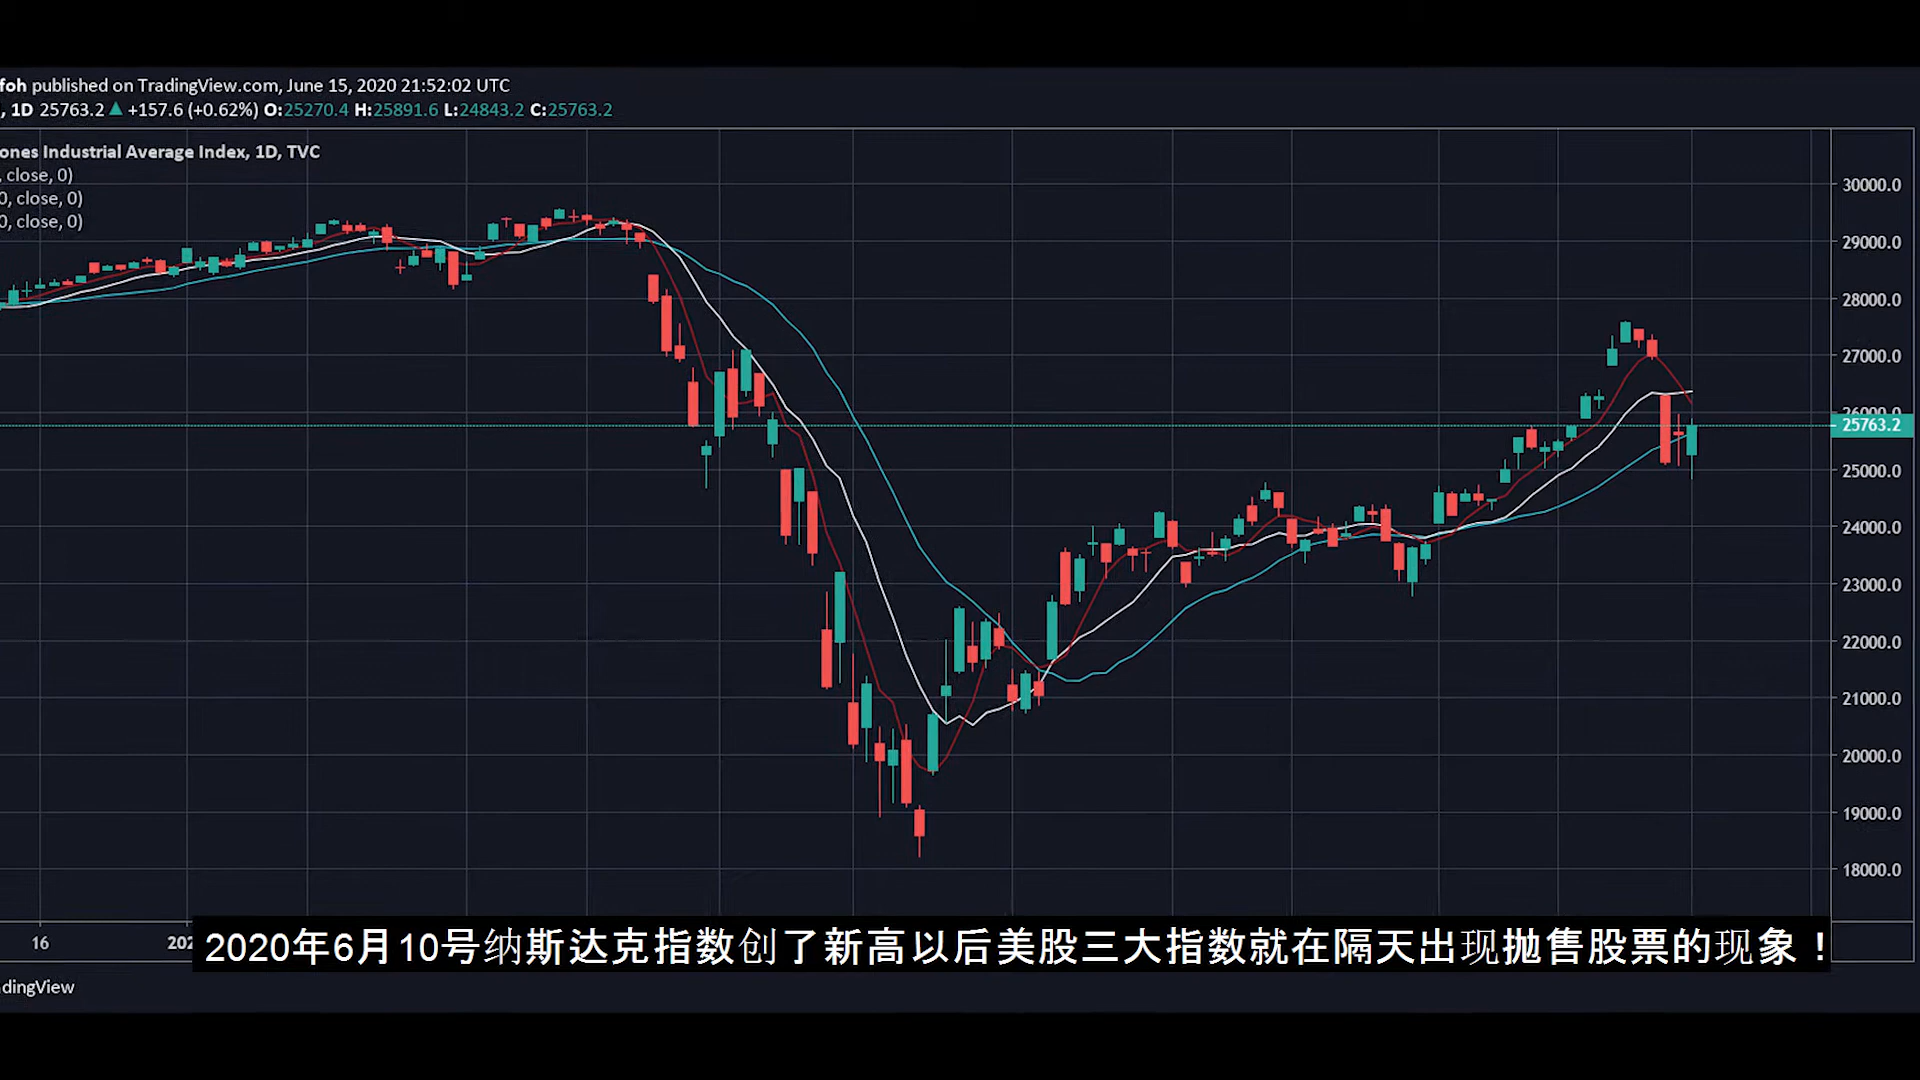 foh published on TradingView.com, June 15, 2020 21:52:02 UTC
, 1D 25763.2 ▲ +157.6 (+0.62%) O:25270.4 H:25891.6 L:24843.2 C:25763.2
ones Industrial Average Index, 1D, TVC
, close, 0)
0, close, 0)
0, close, 0)
30000.0
29000.0
28000.0
27000.0
26000.0
25763.2
25000.0
24000.0
23000.0
22000.0
21000.0
20000.0
19000.0
18000.0
16
202
2020年6月10号纳斯达克指数创了新高以后美股三大指数就在隔天出现抛售股票的现象！
dingView